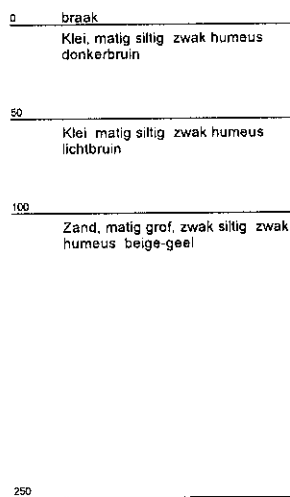 0 braak
Klei, matig siltig zwak humeus
donkerbruin
50
Klei matig siltig zwak humeus
lichtbruin
100
Zand, matig grof, zwak siltig zwak
humeus beige-geel
250